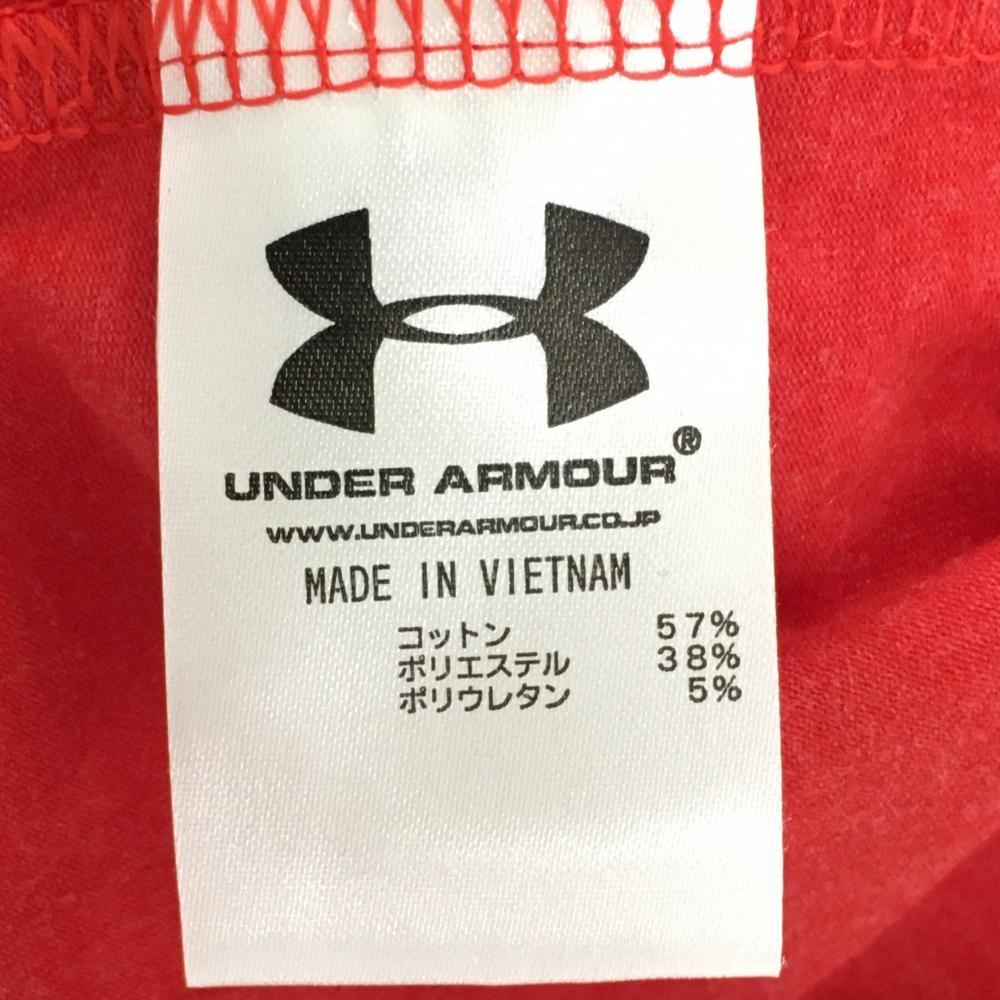 UNDER ARMOUR®
WWW.UNDERARMOUR.CO.JP
MADE IN VIETNAM
コットン 57%
ポリエステル 38%
ポリウレタン 5%